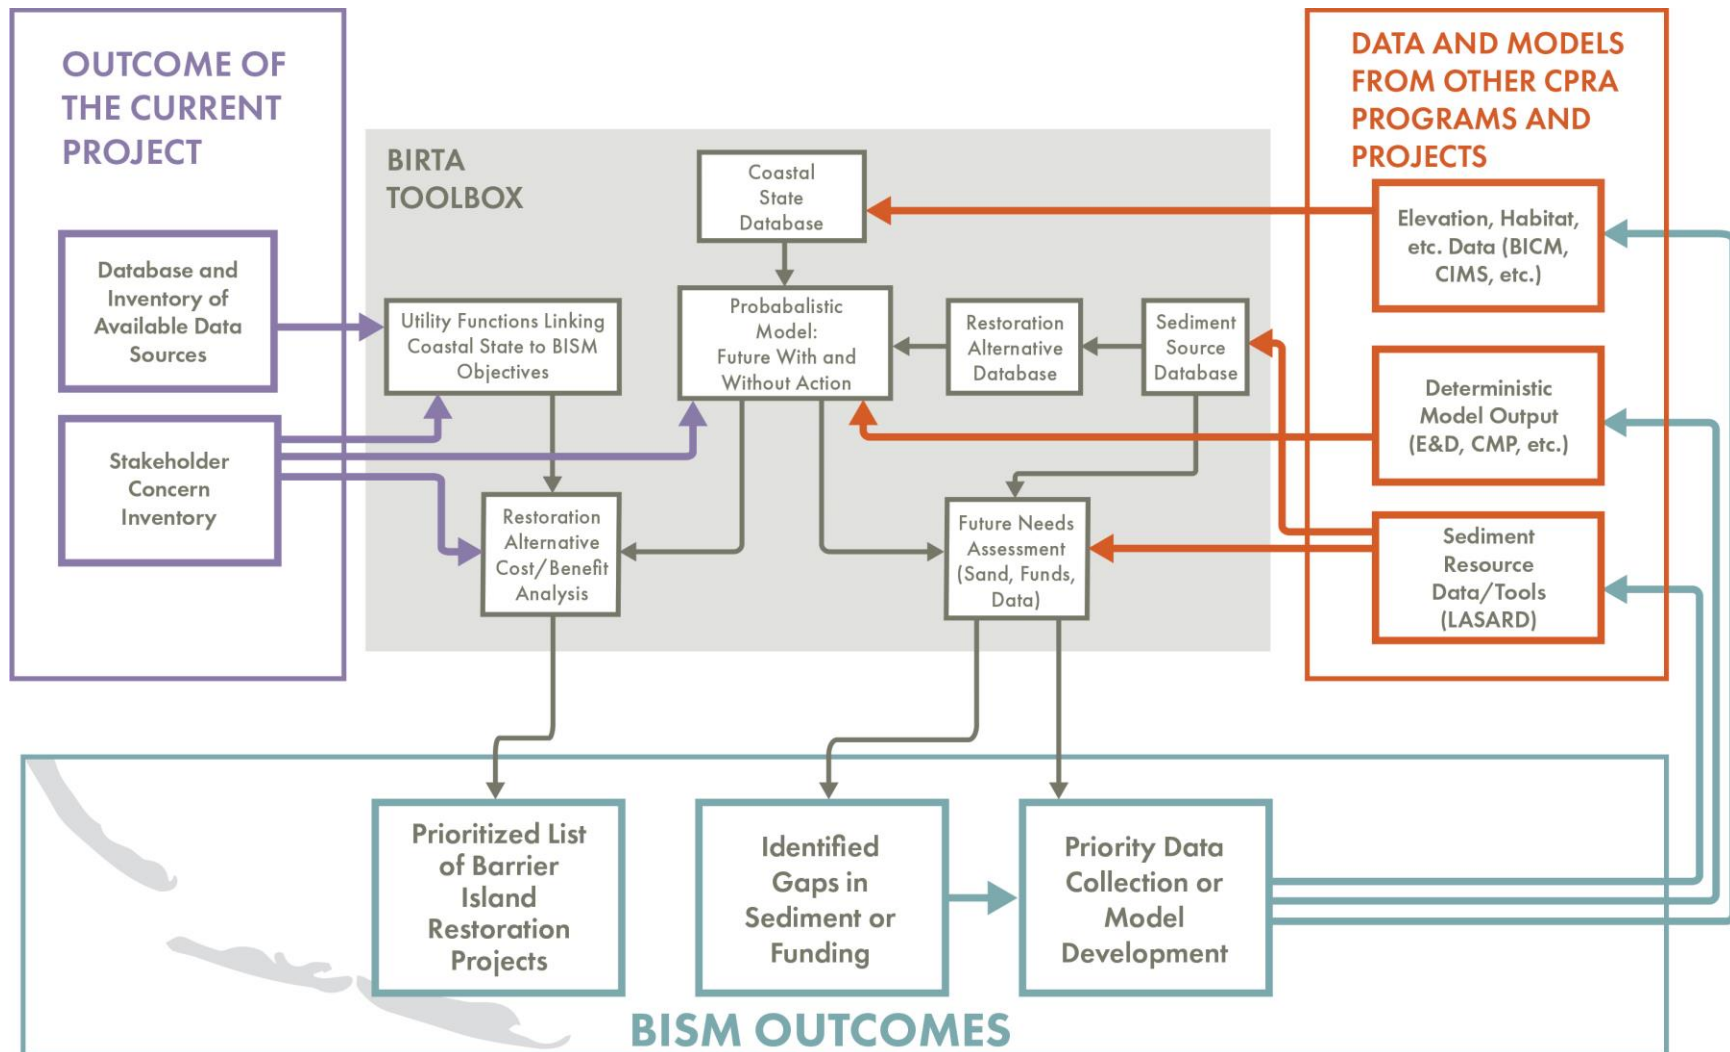 OUTCOME OF
THE CURRENT
PROJECT
Database and
Inventory of
Available Data
Sources
Stakeholder
Concern
Inventory
BIRTA
TOOLBOX
Coastal
State
Database
Utility Functions Linking
Coastal State to BISM
Objectives
Probabalistic
Model:
Future With and
Without Action
Restoration
Alternative
Database
Sediment
Source
Database
Restoration
Alternative
Cost/Benefit
Analysis
Future Needs
Assessment
(Sand, Funds,
Data)
DATA AND MODELS
FROM OTHER CPRA
PROGRAMS AND
PROJECTS
Elevation, Habitat,
etc. Data (BICM,
CIMS, etc.)
Deterministic
Model Output
(E&D, CMP, etc.)
Sediment
Resource
Data/Tools
(LASARD)
Prioritized List
of Barrier
Island
Restoration
Projects
Identified
Gaps in
Sediment or
Funding
Priority Data
Collection or
Model
Development
BISM OUTCOMES